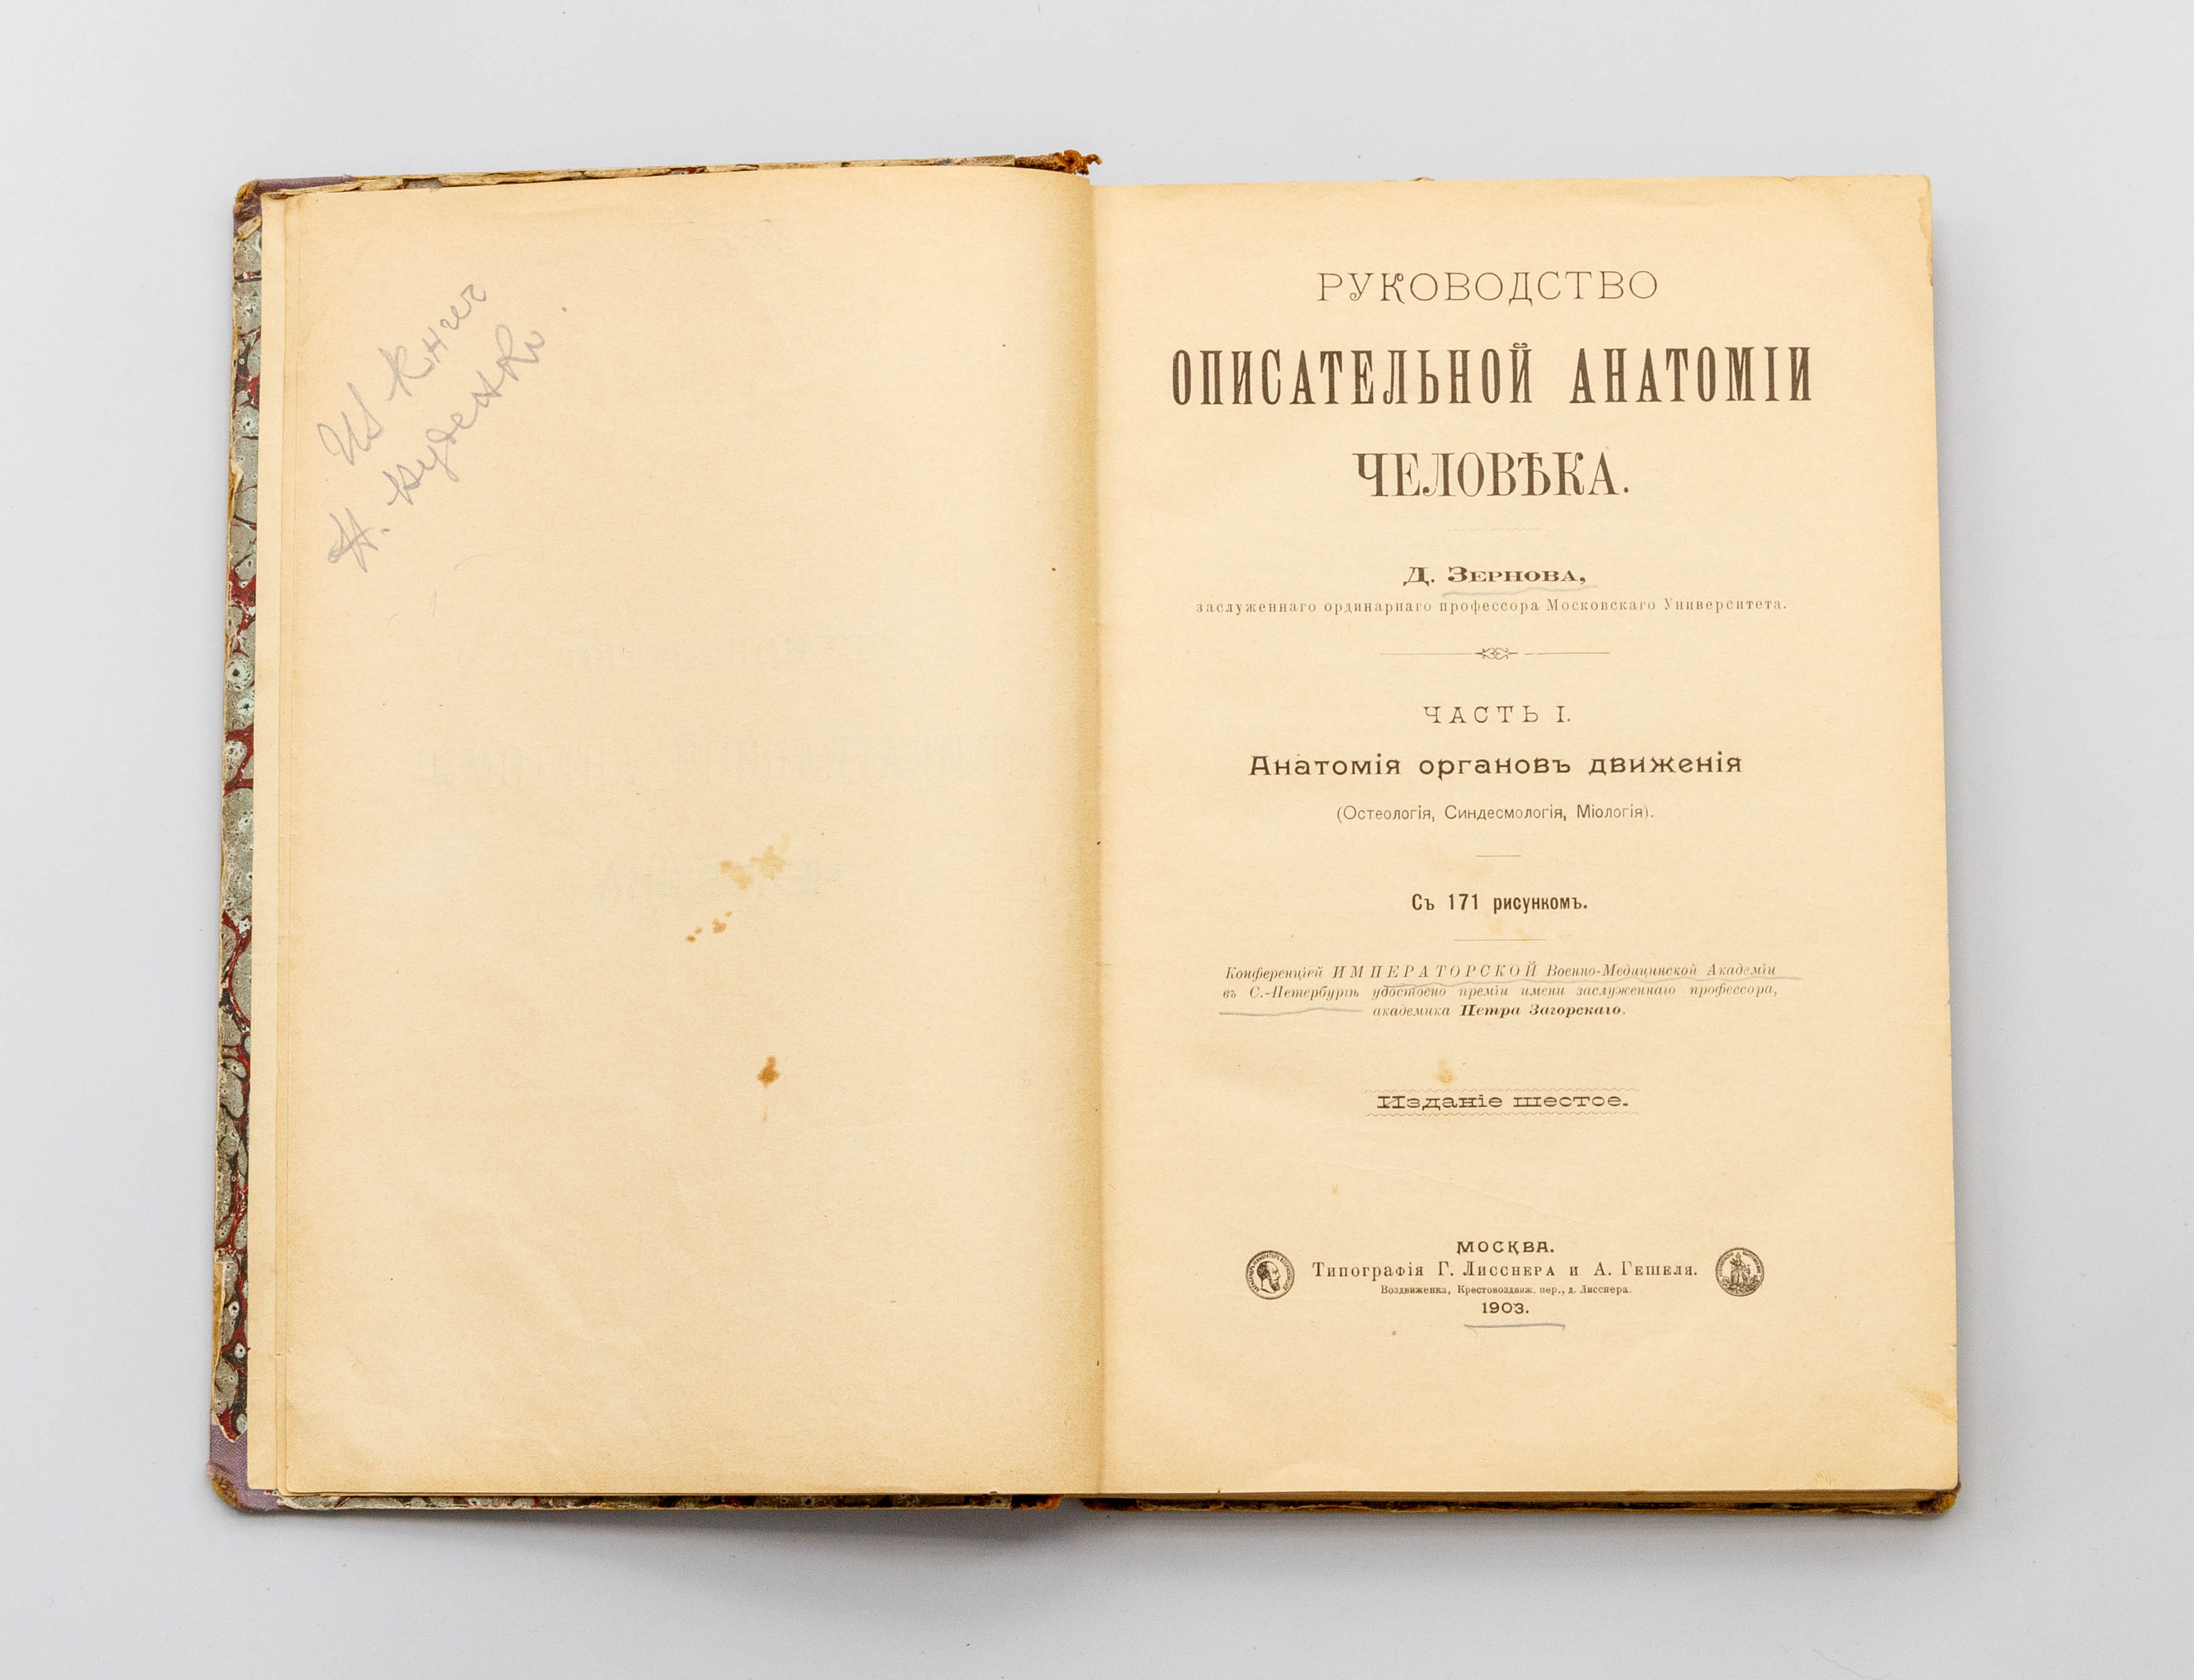 Из книг
РУКОВОДСТВО
ОПИСАТЕЛЬНОЙ АНАТОМІИ
ЧЕЛОВѢКА.
Д. Зернова,
заслуженнаго ординарнаго профессора Московскаго Университета.
ЧАСТЬ I.
Анатомія органовъ движенія
(Остеологія, Синдесмологія, Міологія).
Съ 171 рисункомъ.
Конференціей ИМПЕРАТОРСКОЙ Военно-Медицинской Академіи
въ С.-Петербургѣ удостоено преміи имени заслуженнаго профессора,
академика Петра Загорскаго.
Изданіе шестое.
МОСКВА.
Типографія Г. Лисснера и А. Гешеля.
Воздвиженка, Крестовоздвиж. пер., д. Лисснера.
1903.